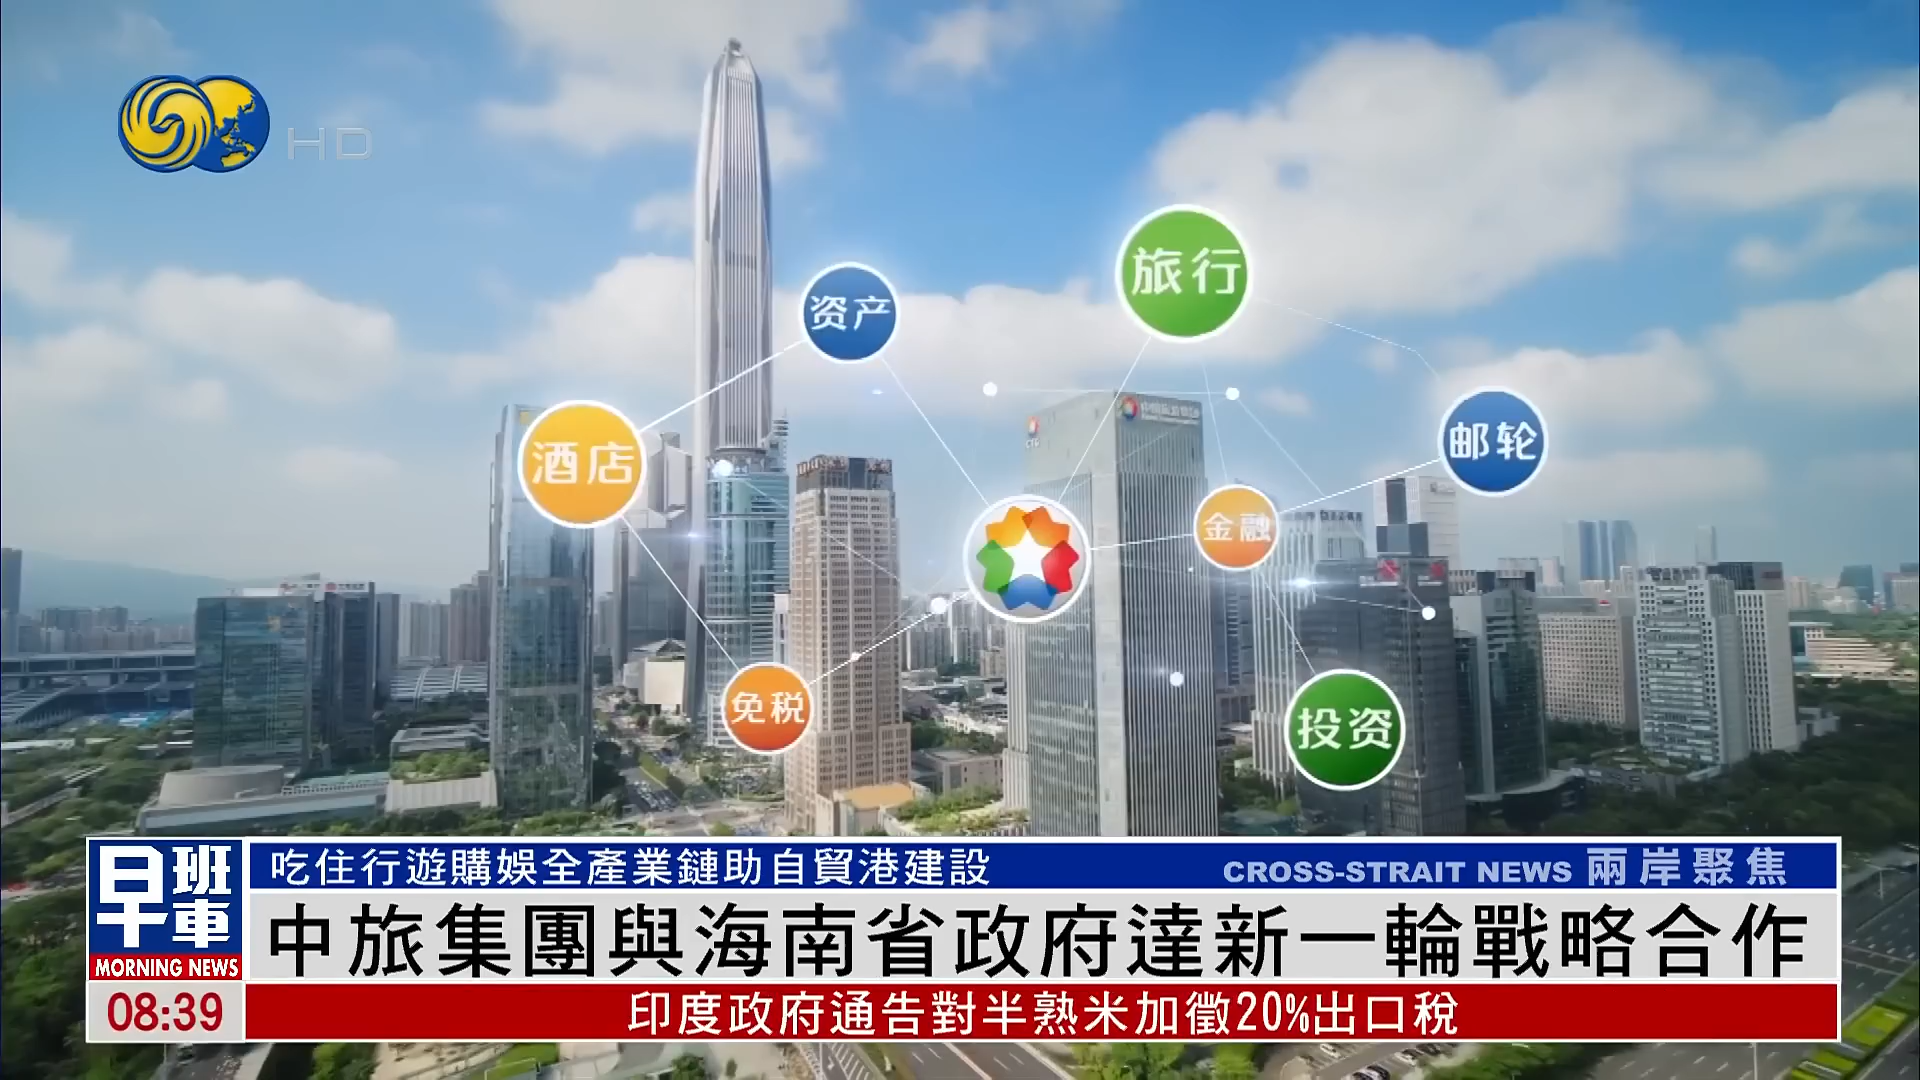 HD
旅行
资产
酒店
邮轮
金融
免税
投资
早班車
MORNING NEWS
08:39
吃住行遊購娛全產業鏈助自貿港建設
CROSS-STRAIT NEWS 兩岸聚焦
中旅集團與海南省政府達新一輪戰略合作
印度政府通告對半熟米加徵20%出口稅